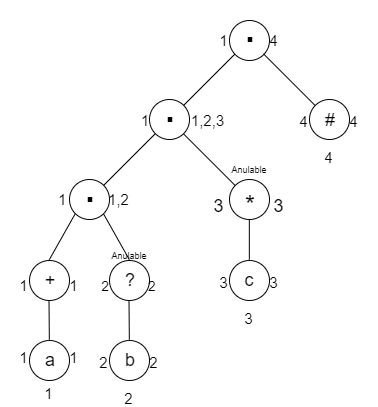 1 . 4
1 . 1,2,3
4 # 4
4
Anulable
1 . 1,2
3 * 3
Anulable
1 + 1
2 ? 2
3 c 3
3
1 a 1
2 b 2
1
2